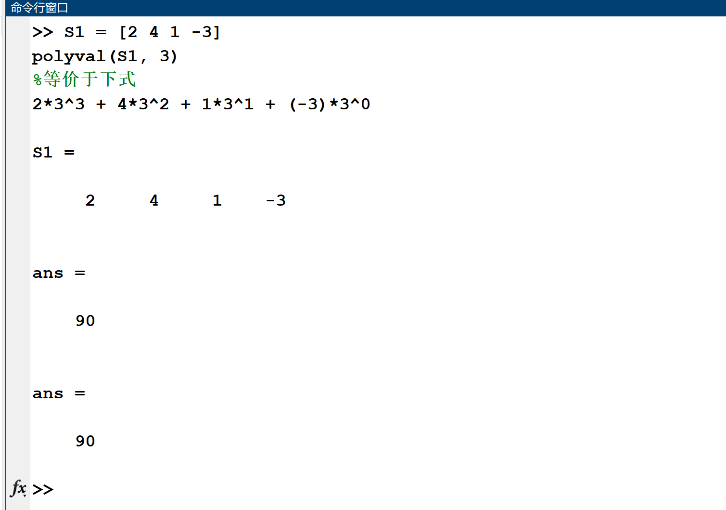 命令行窗口
>> S1 = [2 4 1 -3]
polyval(S1, 3)
%等价于下式
2*3^3 + 4*3^2 + 1*3^1 + (-3)*3^0
S1 =
2 4 1 -3
ans =
90
ans =
90
fx >>